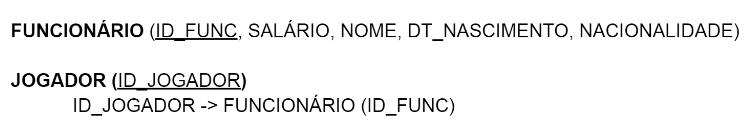 FUNCIONÁRIO (ID_FUNC, SALÁRIO, NOME, DT_NASCIMENTO, NACIONALIDADE)
JOGADOR (ID_JOGADOR)
ID_JOGADOR -> FUNCIONÁRIO (ID_FUNC)